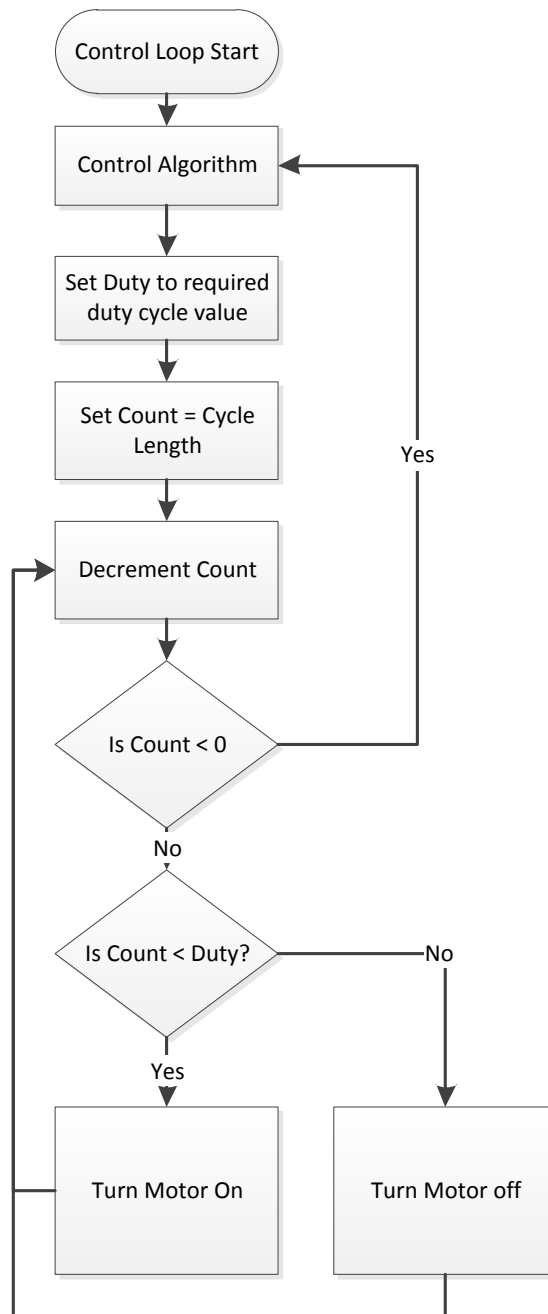 Control Loop Start
Control Algorithm
Set Duty to required
duty cycle value
Set Count = Cycle
Length
Yes
Decrement Count
Is Count < 0
No
Is Count < Duty?
No
Yes
Turn Motor On
Turn Motor off